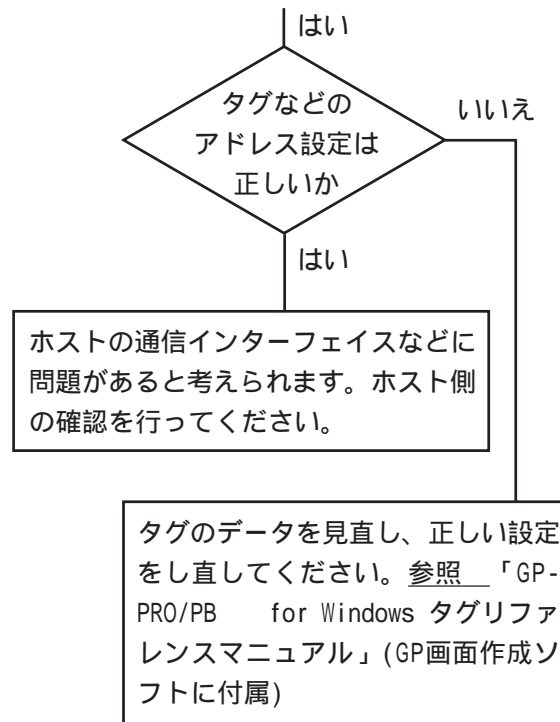 はい
タグなどの
アドレス設定は
正しいか
いいえ
はい
ホストの通信インターフェイスなどに
問題があると考えられます。ホスト側
の確認を行ってください。
タグのデータを見直し、正しい設定
をし直してください。参照 「GP-
PRO/PB for Windows タグリファ
レンスマニュアル」(GP画面作成ソ
フトに付属)